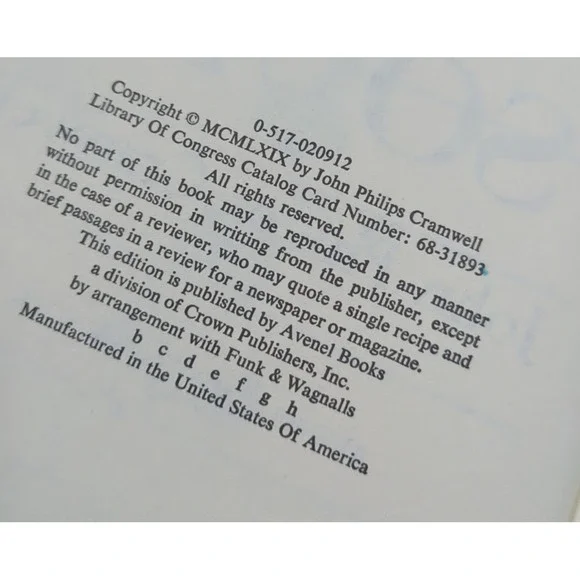 0-517-020912
Copyright © MCMLXIX by John Philips Cramwell
Library Of Congress Catalog Card Number: 68-31893
All rights reserved.
No part of this book may be reproduced in any manner
without permission in writting from the publisher, except
in the case of a reviewer, who may quote a single recipe and
brief passages in a review for a newspaper or magazine.
This edition is published by Avenel Books
a division of Crown Publishers, Inc.
by arrangement with Funk & Wagnalls
b c d e f g h
Manufactured in the United States Of America